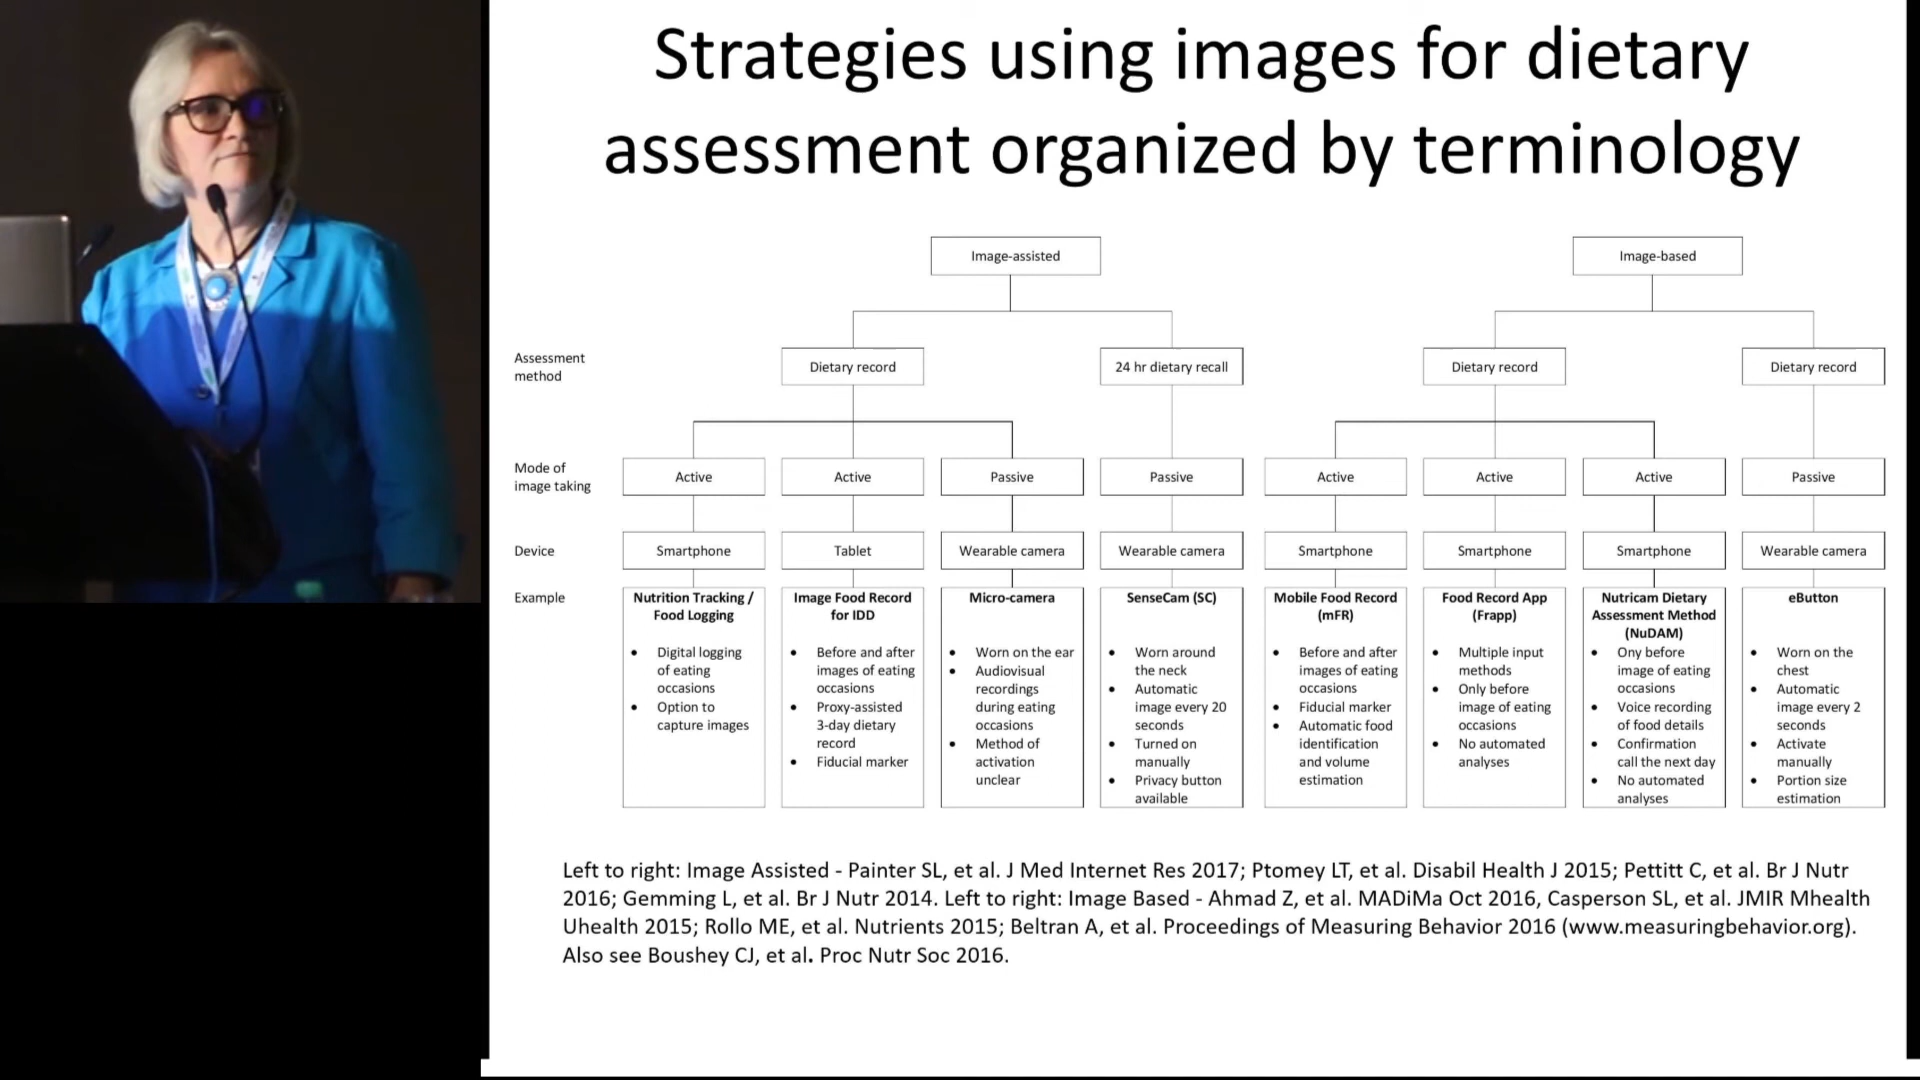 Strategies using images for dietary
assessment organized by terminology
Image-assisted
Image-based
Assessment
method
Dietary record
24 hr dietary recall
Dietary record
Dietary record
Mode of
image taking
Active
Active
Passive
Passive
Active
Active
Active
Passive
Device
Smartphone
Tablet
Wearable camera
Wearable camera
Smartphone
Smartphone
Smartphone
Wearable camera
Example
Nutrition Tracking /
Food Logging
• Digital logging
of eating
occasions
• Option to
capture images
Image Food Record
for IDD
• Before and after
images of eating
occasions
• Proxy-assisted
3-day dietary
record
• Fiducial marker
Micro-camera
• Worn on the ear
• Audiovisual
recordings
during eating
occasions
• Method of
activation
unclear
SenseCam (SC)
• Worn around
the neck
• Automatic
image every 20
seconds
• Turned on
manually
• Privacy button
available
Mobile Food Record
(mFR)
• Before and after
images of eating
occasions
• Fiducial marker
• Automatic food
identification
and volume
estimation
Food Record App
(Frapp)
• Multiple input
methods
• Only before
image of eating
occasions
• No automated
analyses
Nutricam Dietary
Assessment Method
(NuDAM)
• Ony before
image of eating
occasions
• Voice recording
of food details
• Confirmation
call the next day
• No automated
analyses
eButton
• Worn on the
chest
• Automatic
image every 2
seconds
• Activate
manually
• Portion size
estimation
Left to right: Image Assisted - Painter SL, et al. J Med Internet Res 2017; Ptomey LT, et al. Disabil Health J 2015; Pettitt C, et al. Br J Nutr
2016; Gemming L, et al. Br J Nutr 2014. Left to right: Image Based - Ahmad Z, et al. MADiMa Oct 2016, Casperson SL, et al. JMIR Mhealth
Uhealth 2015; Rollo ME, et al. Nutrients 2015; Beltran A, et al. Proceedings of Measuring Behavior 2016 (www.measuringbehavior.org).
Also see Boushey CJ, et al. Proc Nutr Soc 2016.